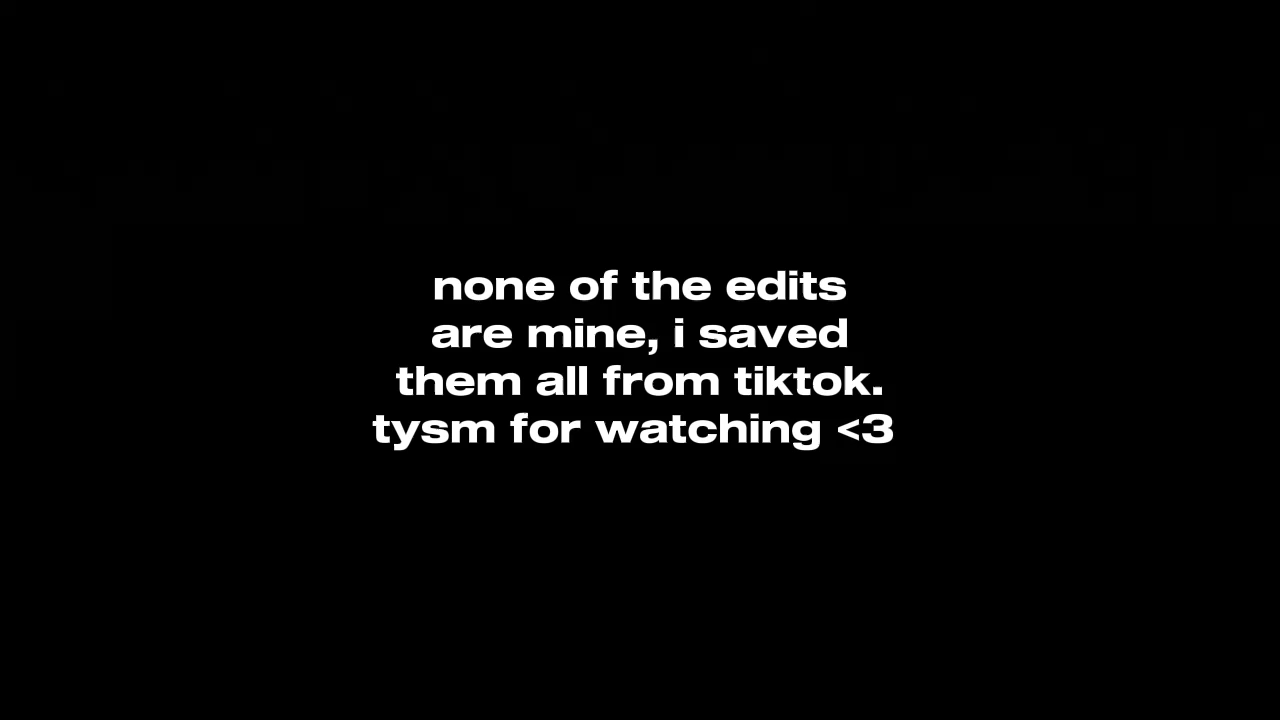 none of the edits
are mine, i saved
them all from tiktok.
tysm for watching <3